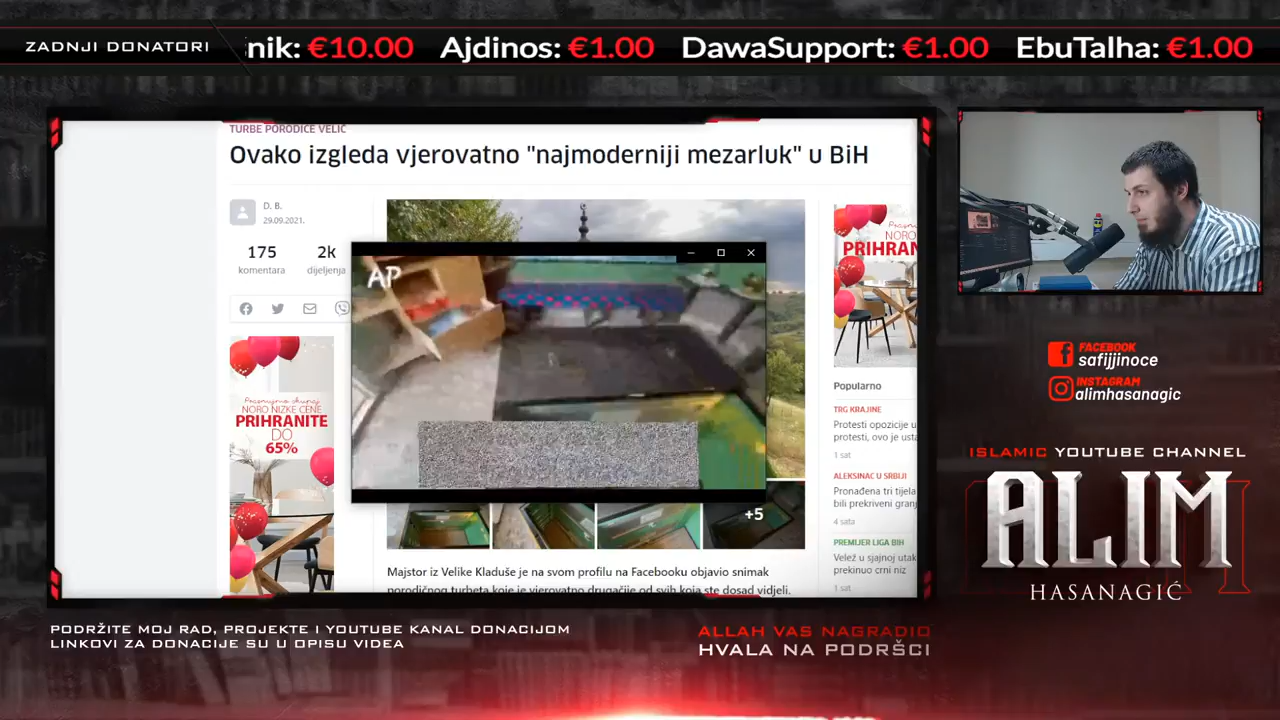 ZADNJI DONATORI
nik: €10.00 Ajdinos: €1.00 DawaSupport: €1.00 EbuTalha: €1.00
TURBE PORODICE VELIĆ
Ovako izgleda vjerovatno "najmoderniji mezarluk" u BiH
D. B.
29.09.2021.
175
komentara
2k
dijeljenja
AP
NORO NIZKE CENE
PRIHRANITE
DO
65%
+5
Majstor iz Velike Kladuše je na svom profilu na Facebooku objavio snimak
porodičnog turbeta koje je vjerovatno drugačije od svih koja ste dosad vidjeli.
NORO
PRIHRAN
Popularno
TRG KRAJINE
Protesti opozicije u
protesti, ovo je usta
1 sat
ALEKSINAC U SRBIJI
Pronađena tri tijela
bili prekriveni granj
4 sata
PREMIJER LIGA BIH
Velež u sjajnoj utak
prekinuo crni niz
1 sat
FACEBOOK
safijjinoce
INSTAGRAM
alimhasanagic
ISLAMIC YOUTUBE CHANNEL
ALIM
HASANAGIĆ
PODRŽITE MOJ RAD, PROJEKTE I YOUTUBE KANAL DONACIJOM
LINKOVI ZA DONACIJE SU U OPISU VIDEA
ALLAH VAS NAGRADIO
HVALA NA PODRŠCI